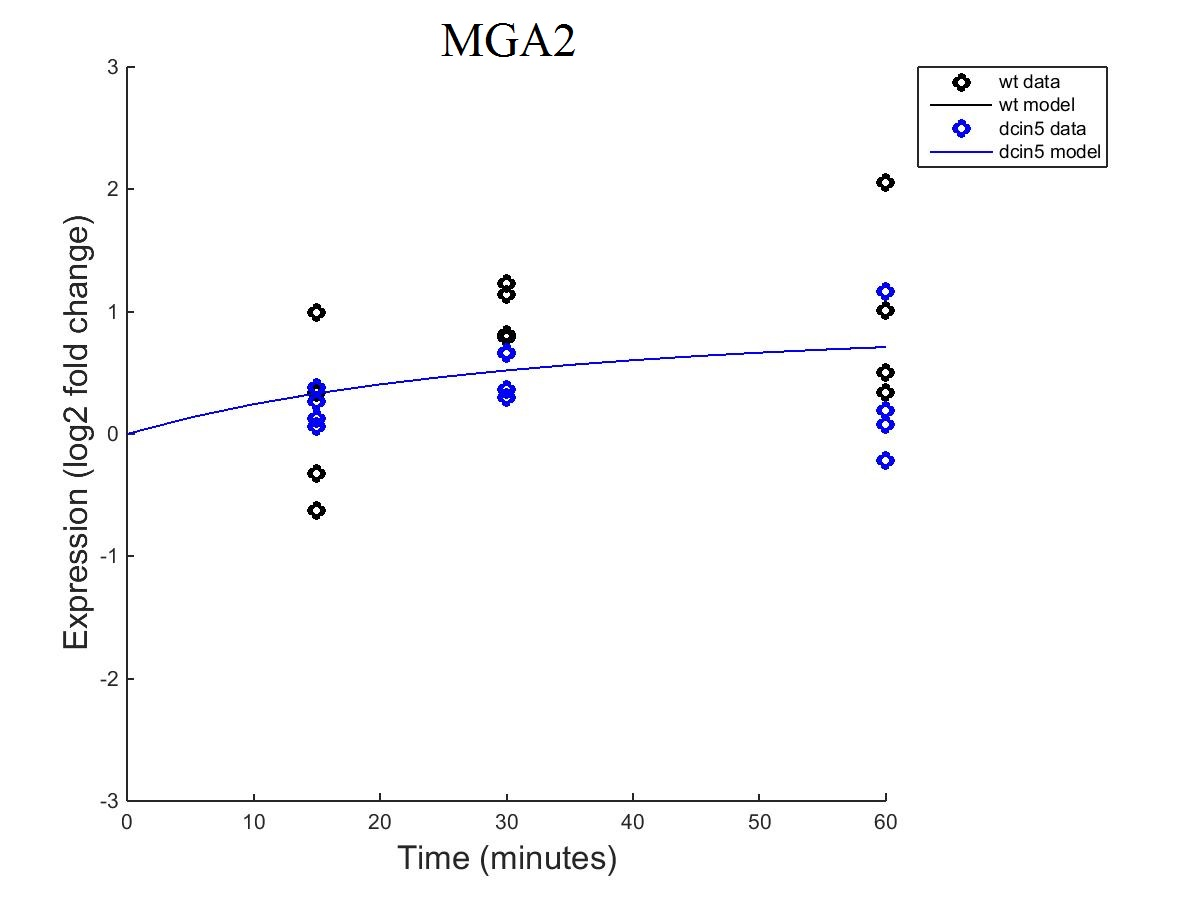 MGA2
3
2
1
0
-1
-2
-3
Expression (log2 fold change)
0 10 20 30 40 50 60
Time (minutes)
wt data
wt model
dcin5 data
dcin5 model